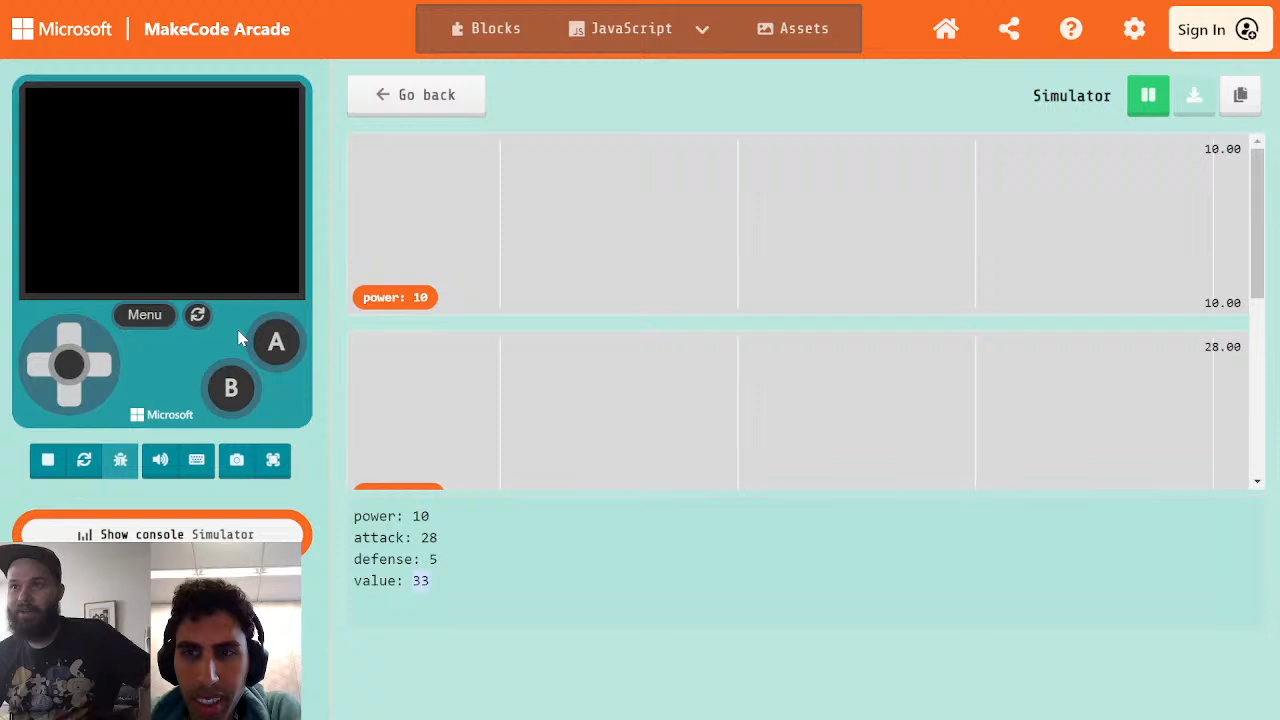 Microsoft MakeCode Arcade Blocks JavaScript Assets Sign In
Go back Simulator
10.00
power: 10
10.00
28.00
Menu
A
B
Microsoft
Show console Simulator
power: 10
attack: 28
defense: 5
value: 33